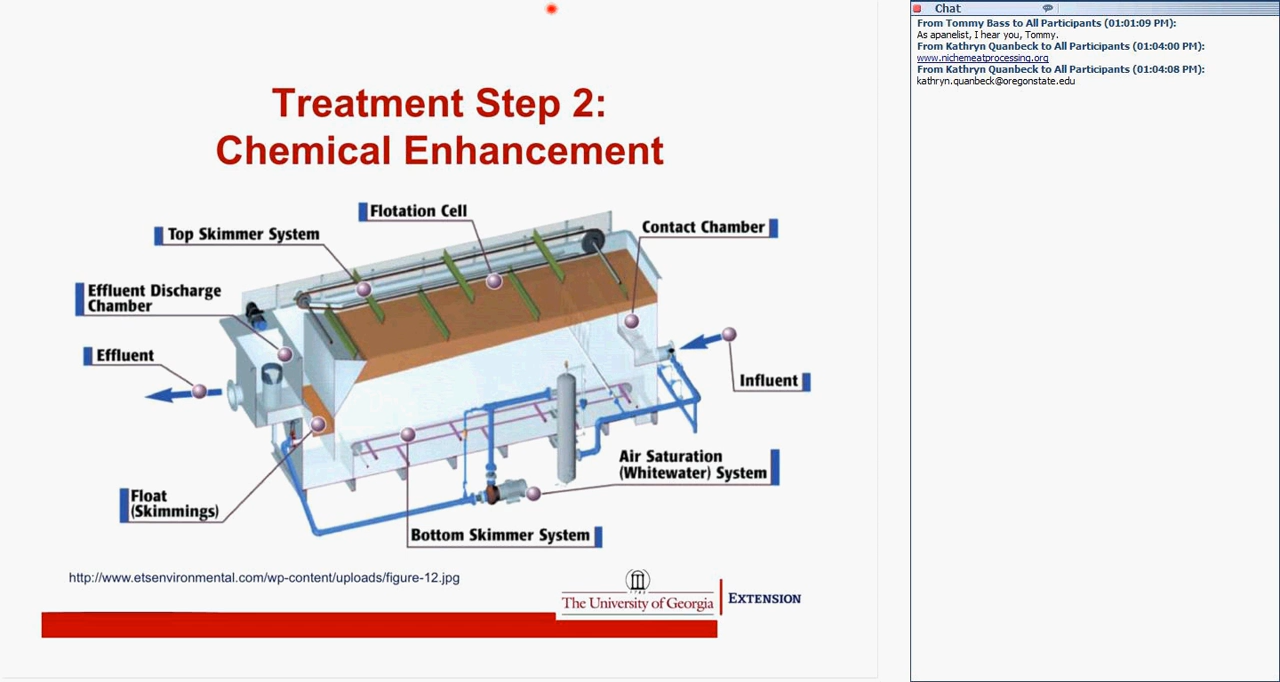 Treatment Step 2:
Chemical Enhancement
Flotation Cell
Top Skimmer System
Contact Chamber
Effluent Discharge
Chamber
Effluent
Influent
Air Saturation
(Whitewater) System
Float
(Skimmings)
Bottom Skimmer System
http://www.etsenvironmental.com/wp-content/uploads/figure-12.jpg
The University of Georgia
EXTENSION
Chat
From Tommy Bass to All Participants (01:01:09 PM):
As apanelist, I hear you, Tommy.
From Kathryn Quanbeck to All Participants (01:04:00 PM):
www.nichemeatprocessing.org
From Kathryn Quanbeck to All Participants (01:04:08 PM):
kathryn.quanbeck@oregonstate.edu